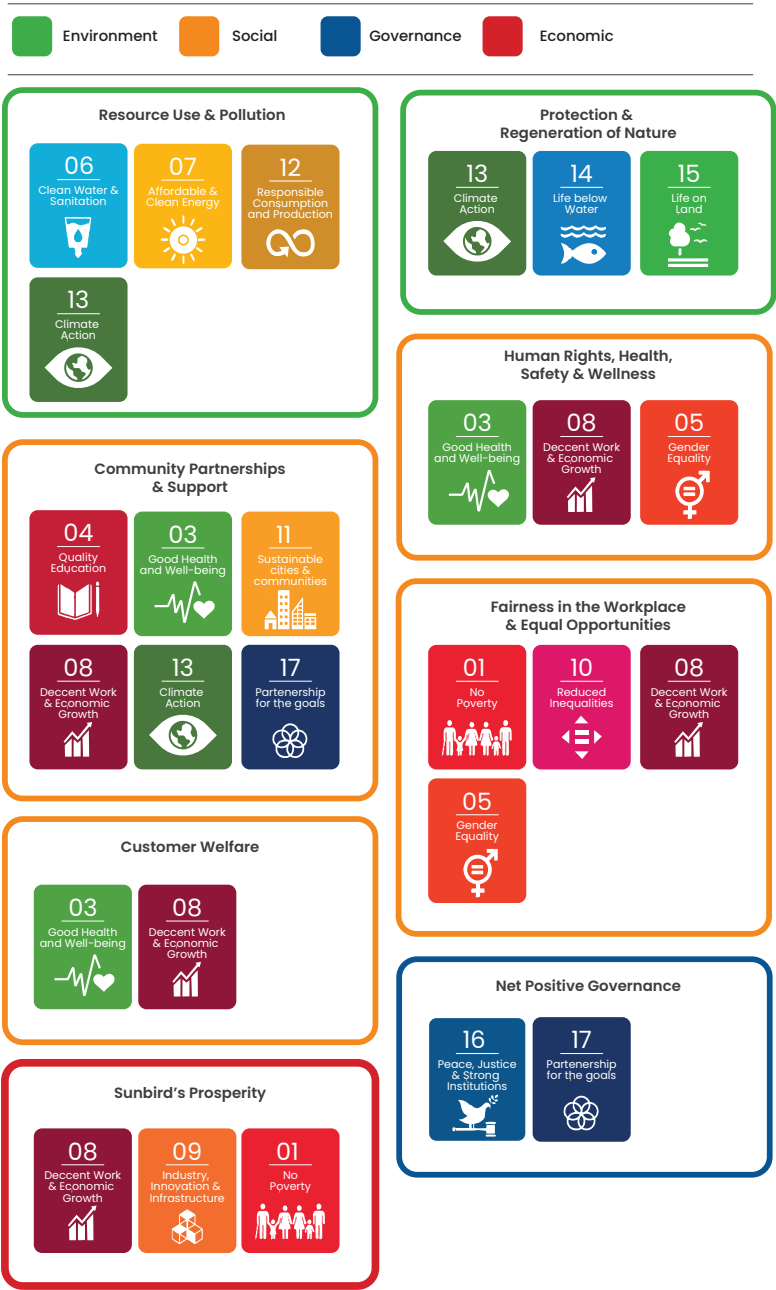 Environment
Social
Governance
Economic
Resource Use & Pollution
06
Clean Water &
Sanitation
07
Affordable &
Clean Energy
12
Responsible
Consumption
and Production
13
Climate
Action
Protection &
Regeneration of Nature
13
Climate
Action
14
Life below
Water
15
Life on
Land
Human Rights, Health,
Safety & Wellness
03
Good Health
and Well-being
08
Deccent Work
& Economic
Growth
05
Gender
Equality
Community Partnerships
& Support
04
Quality
Education
03
Good Health
and Well-being
11
Sustainable
cities &
communities
08
Deccent Work
& Economic
Growth
13
Climate
Action
17
Partenership
for the goals
Fairness in the Workplace
& Equal Opportunities
01
No
Poverty
10
Reduced
Inequalities
08
Deccent Work
& Economic
Growth
05
Gender
Equality
Customer Welfare
03
Good Health
and Well-being
08
Deccent Work
& Economic
Growth
Net Positive Governance
16
Peace, Justice
& Strong
Institutions
17
Partenership
for the goals
Sunbird's Prosperity
08
Deccent Work
& Economic
Growth
09
Industry,
Innovation &
Infrastructure
01
No
Poverty